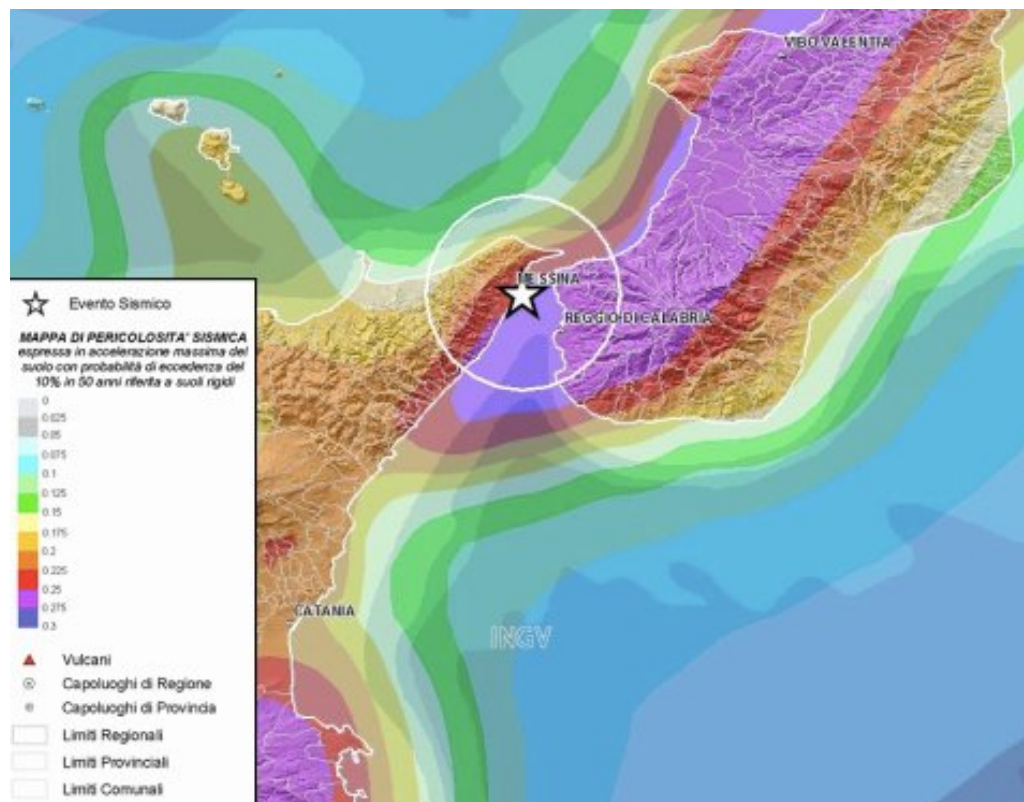 VIBO VALENTIA
MESSINA
REGGIO DI CALABRIA
Evento Sismico
MAPPA DI PERICOLOSITA' SISMICA
espressa in accelerazione massima del
suolo con probabilità di eccedenza del
10% in 50 anni riferita a suoli rigidi
0
0.025
0.05
0.075
0.1
0.125
0.15
0.175
0.2
0.225
0.25
0.275
0.3
CATANIA
INGV
Vulcani
Capoluoghi di Regione
Capoluoghi di Provincia
Limiti Regionali
Limiti Provinciali
Limiti Comunali